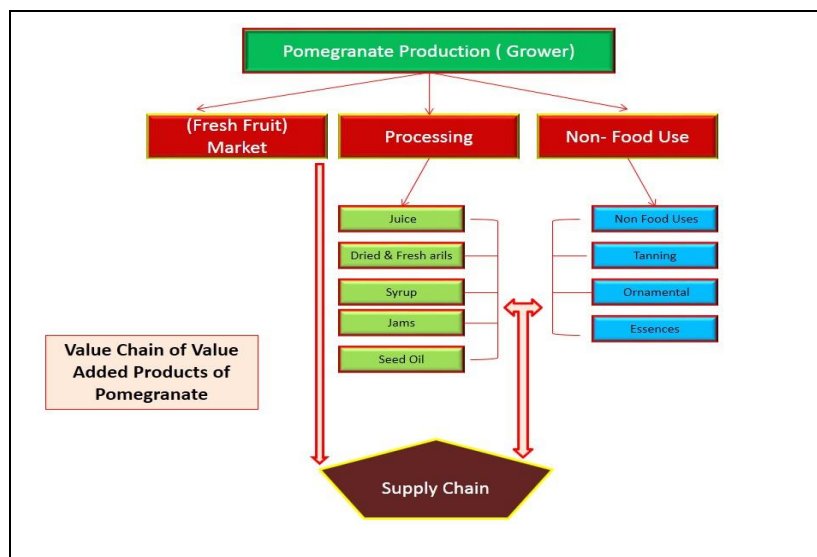 Pomegranate Production ( Grower)
(Fresh Fruit)
Market
Processing
Non- Food Use
Juice
Dried & Fresh arils
Syrup
Jams
Seed Oil
Non Food Uses
Tanning
Ornamental
Essences
Value Chain of Value
Added Products of
Pomegranate
Supply Chain